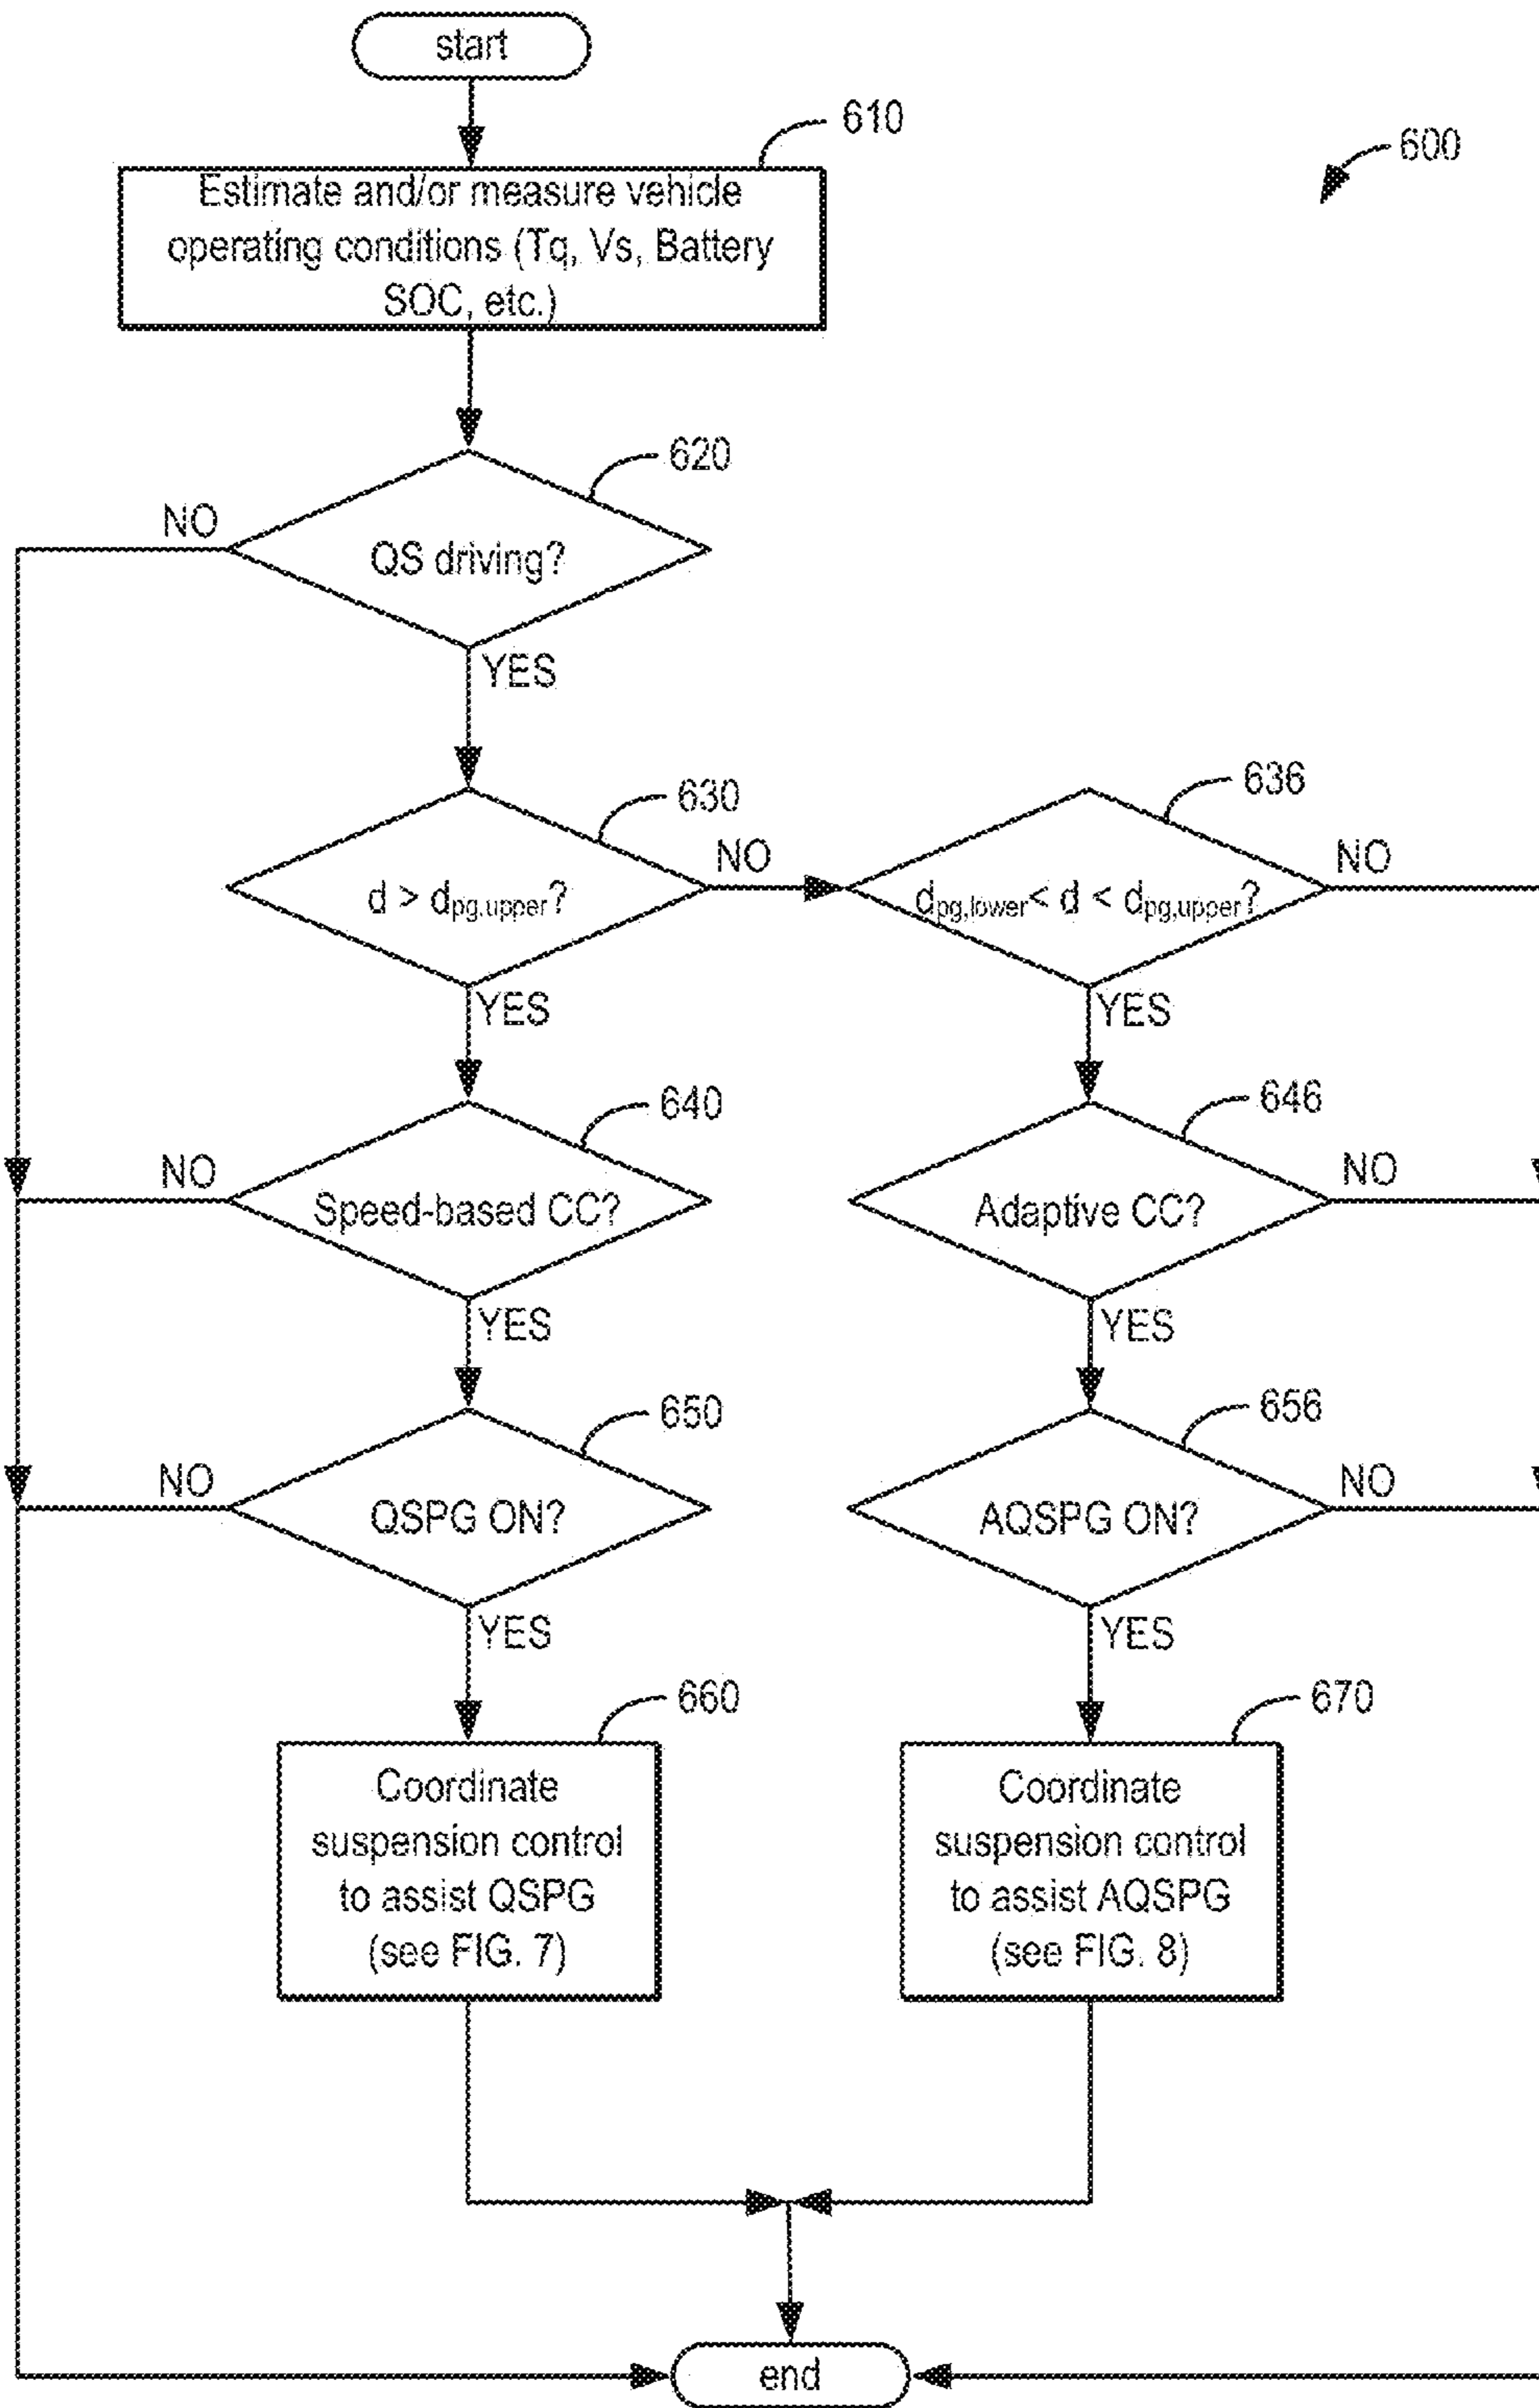 start
610
600
Estimate and/or measure vehicle
operating conditions (Tq, Vs, Battery
SOC, etc.)
620
NO
QS driving?
YES
630
636
NO
NO
d > dpg,upper?
dpg,lower< d < dpg,upper?
YES
YES
640
646
NO
NO
Speed-based CC?
Adaptive CC?
YES
YES
650
656
NO
NO
QSPG ON?
AQSPG ON?
YES
YES
660
670
Coordinate
suspension control
to assist QSPG
(see FIG. 7)
Coordinate
suspension control
to assist AQSPG
(see FIG. 8)
end